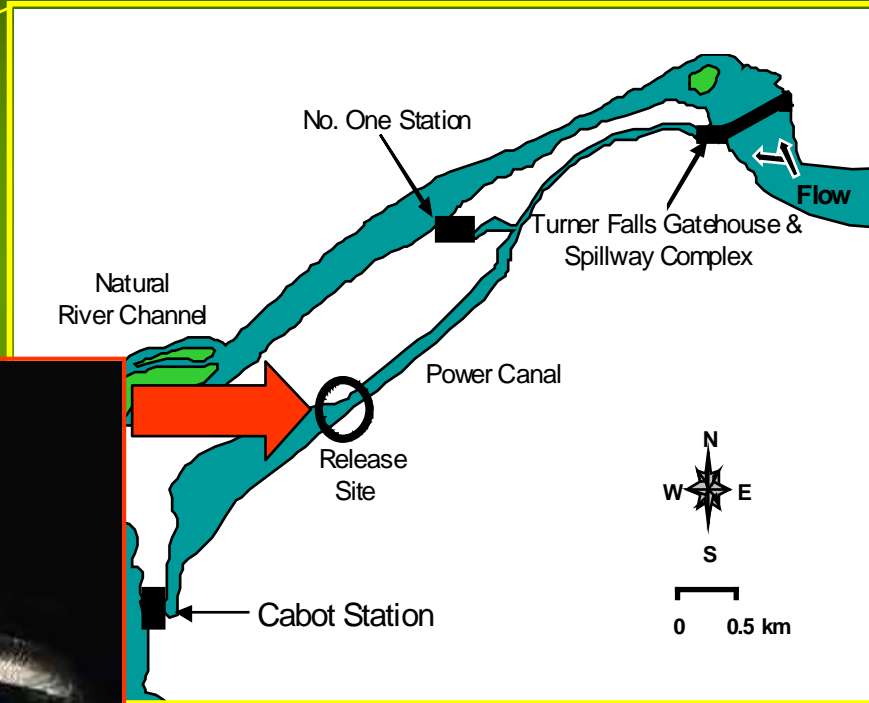 No. One Station
Flow
Turner Falls Gatehouse &
Spillway Complex
Natural
River Channel
Power Canal
Release
Site
N
W
E
S
Cabot Station
0
0.5 km